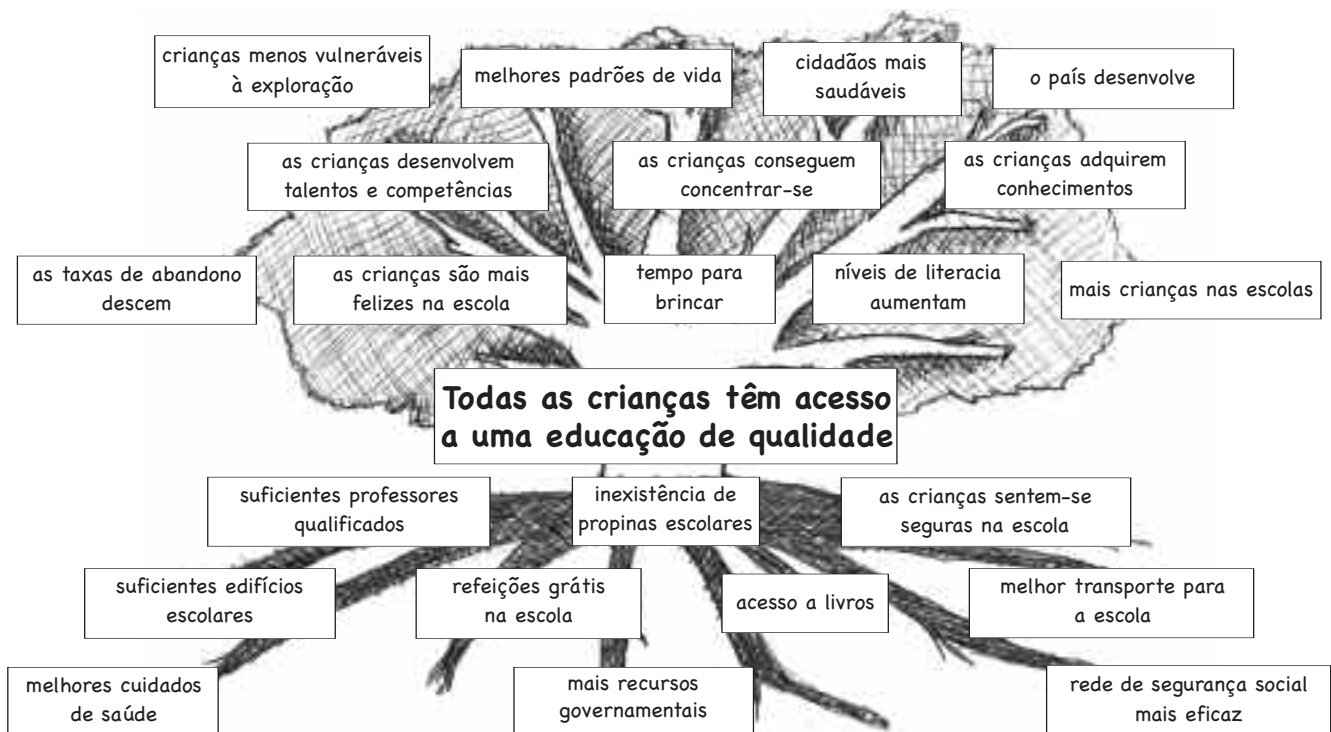 crianças menos vulneráveis
à exploração
melhores padrões de vida
cidadãos mais
saudáveis
o país desenvolve
as crianças desenvolvem
talentos e competências
as crianças conseguem
concentrar-se
as crianças adquirem
conhecimentos
as taxas de abandono
descem
as crianças são mais
felizes na escola
tempo para
brincar
níveis de literacia
aumentam
mais crianças nas escolas
Todas as crianças têm acesso
a uma educação de qualidade
suficientes professores
qualificados
inexistência de
propinas escolares
as crianças sentem-se
seguras na escola
suficientes edifícios
escolares
refeições grátis
na escola
acesso a livros
melhor transporte para
a escola
melhores cuidados
de saúde
mais recursos
governamentais
rede de segurança social
mais eficaz